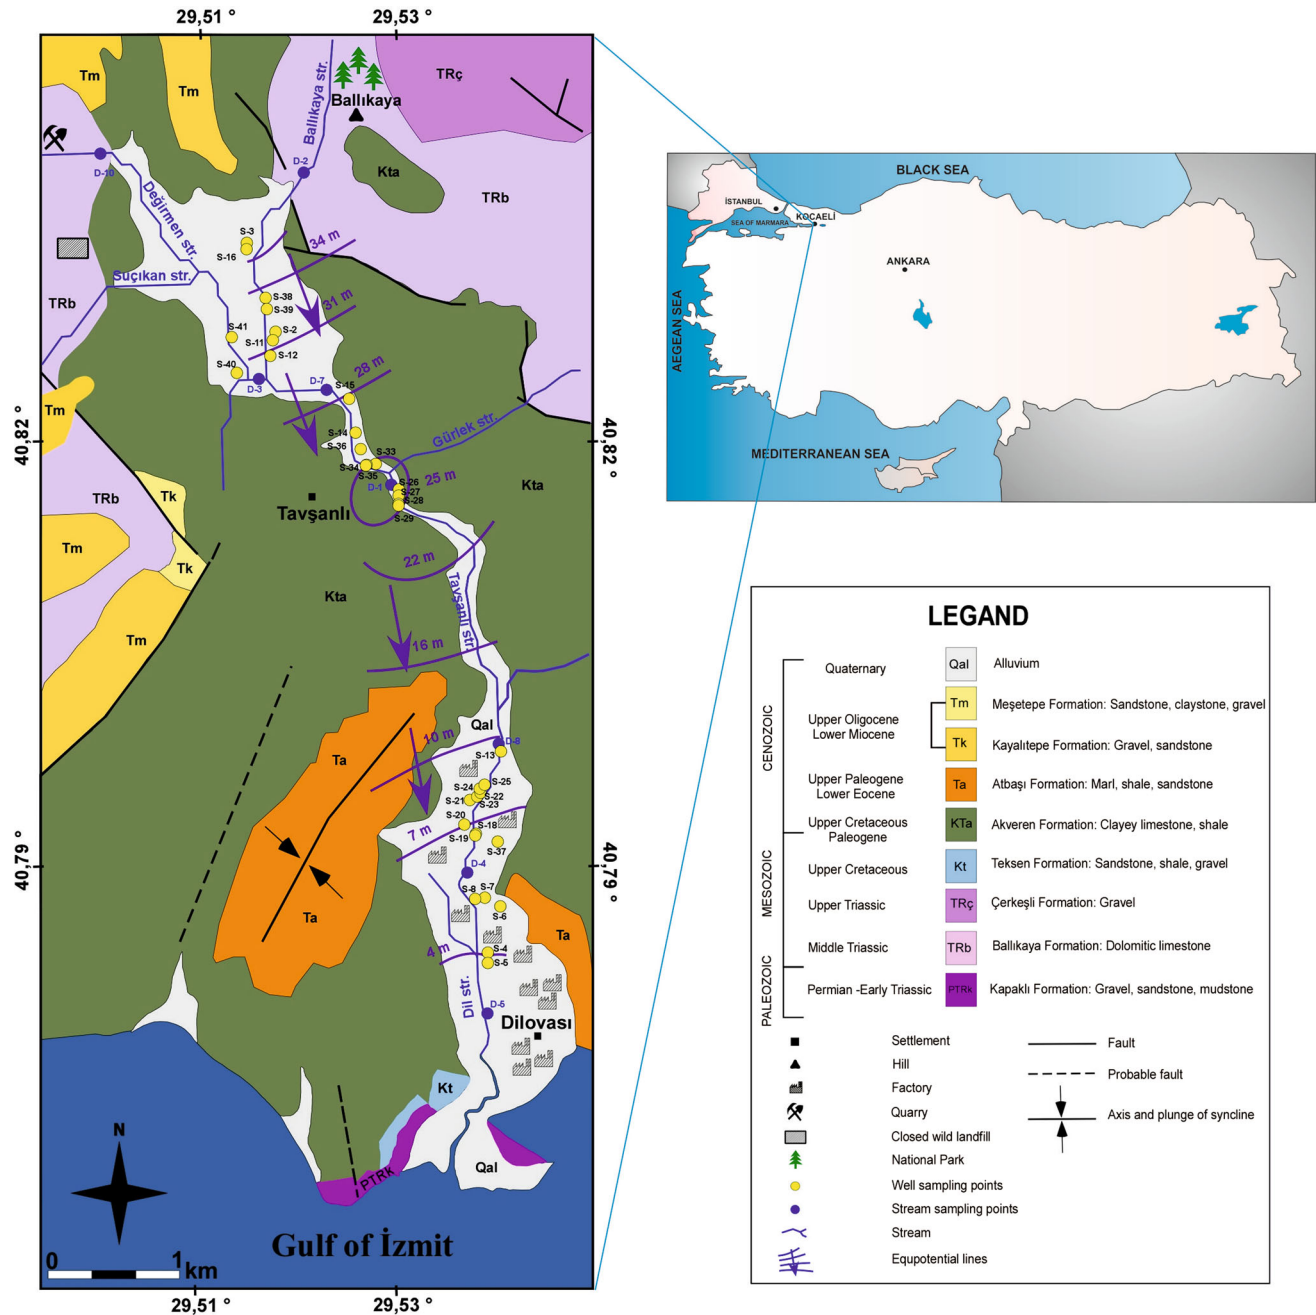 29,51 °
29,53 °
Tm
Tm
TRç
Ballıkaya str.
Ballıkaya
D-10
D-2
Kta
TRb
Değirmen str.
S-3
S-16
34 m
Suçıkan str.
TRb
S-38
S-39
31 m
S-41
S-2
S-11
S-12
S-40
D-3
D-7
S-15
28 m
Tm
Gürlek str.
S-14
S-36
S-33
S-34
S-35
40,82 °
40,82 °
D-1
S-26
S-27
S-28
S-29
25 m
Kta
TRb
Tk
Tavşanlı
Tm
Tk
22 m
Kta
Tavşanlı str.
Tm
16 m
Qal
10 m
D-6
S-13
Ta
S-25
S-24
S-22
S-21
S-23
S-20
S-18
7 m
S-19
S-37
40,79 °
40,79 °
D-4
S-8
S-7
S-6
Ta
Ta
4 m
S-4
S-5
Dil str.
D-5
Dilovası
Kt
PTRk
Qal
N
Gulf of İzmit
0
1
km
29,51 °
29,53 °
BLACK SEA
İSTANBUL
KOCAELİ
SEA OF MARMARA
ANKARA
AEGEAN SEA
MEDITERRANEAN SEA
LEGAND
CENOZOIC
MESOZOIC
PALEOZOIC
Quaternary
Qal
Alluvium
Upper Oligocene
Lower Miocene
Tm
Meşetepe Formation: Sandstone, claystone, gravel
Tk
Kayalıtepe Formation: Gravel, sandstone
Upper Paleogene
Lower Eocene
Ta
Atbaşı Formation: Marl, shale, sandstone
Upper Cretaceous
Paleogene
KTa
Akveren Formation: Clayey limestone, shale
Upper Cretaceous
Kt
Teksen Formation: Sandstone, shale, gravel
Upper Triassic
TRç
Çerkeşli Formation: Gravel
Middle Triassic
TRb
Ballıkaya Formation: Dolomitic limestone
Permian -Early Triassic
PTRk
Kapaklı Formation: Gravel, sandstone, mudstone
Settlement
Hill
Factory
Quarry
Closed wild landfill
National Park
Well sampling points
Stream sampling points
Stream
Equpotential lines
Fault
Probable fault
Axis and plunge of syncline